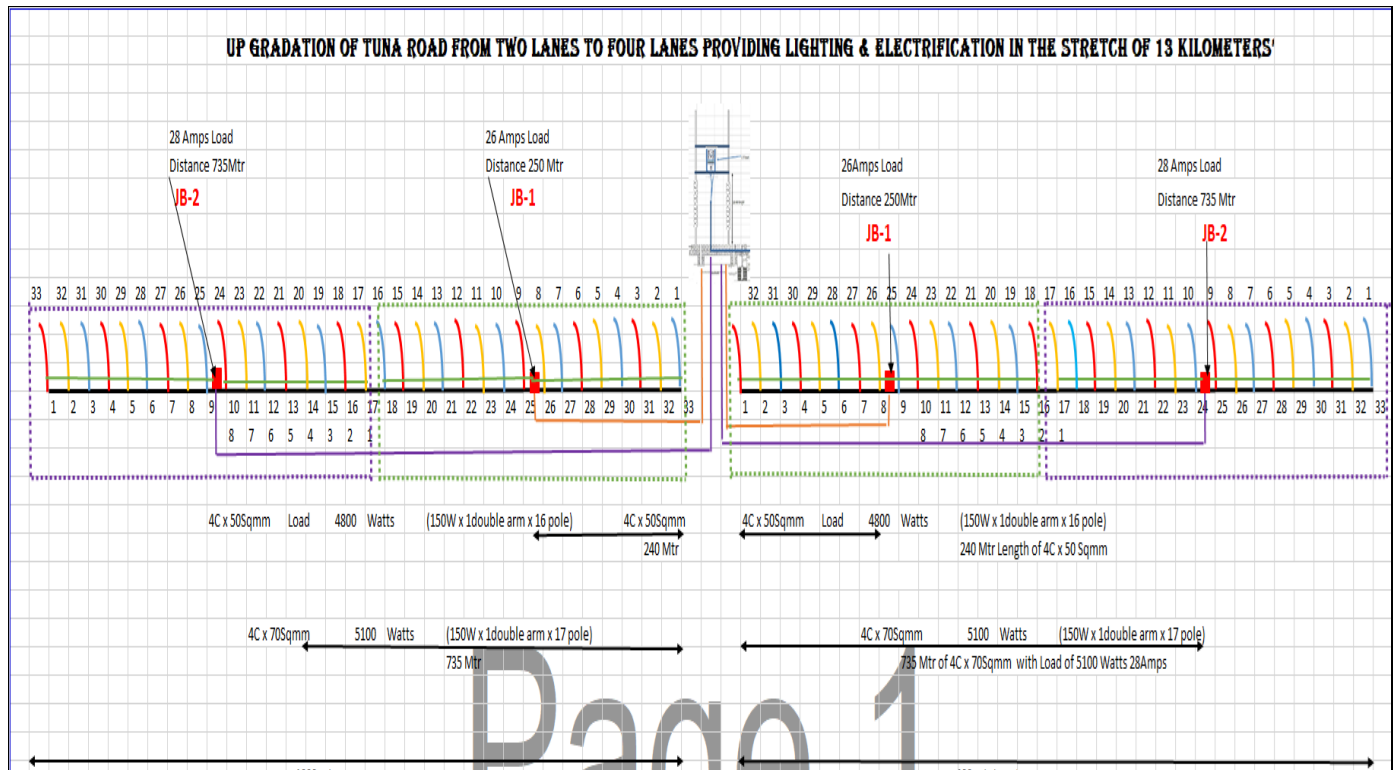 UP GRADATION OF TUNA ROAD FROM TWO LANES TO FOUR LANES PROVIDING LIGHTING & ELECTRIFICATION IN THE STRETCH OF 13 KILOMETERS'
28 Amps Load
Distance 735Mtr
JB-2
26 Amps Load
Distance 250 Mtr
JB-1
26Amps Load
Distance 250Mtr
JB-1
28 Amps Load
Distance 735 Mtr
JB-2
33 32 31 30 29 28 27 26 25 24 23 22 21 20 19 18 17 16 15 14 13 12 11 10 9 8 7 6 5 4 3 2 1
32 31 30 29 28 27 26 25 24 23 22 21 20 19 18 17 16 15 14 13 12 11 10 9 8 7 6 5 4 3 2 1
1 2 3 4 5 6 7 8 9 10 11 12 13 14 15 16 17 18 19 20 21 22 23 24 25 26 27 28 29 30 31 32 33
1 2 3 4 5 6 7 8 9 10 11 12 13 14 15 16 17 18 19 20 21 22 23 24 26 27 28 29 30 31 32 33
8 7 6 5 4 3 2 1
8 7 6 5 4 3 2 1
4C x 50Sqmm Load 4800 Watts (150W x 1double arm x 16 pole) 4C x 50Sqmm
240 Mtr
4C x 50Sqmm Load 4800 Watts (150W x 1double arm x 16 pole)
240 Mtr Length of 4C x 50 Sqmm
4C x 70Sqmm 5100 Watts (150W x 1double arm x 17 pole)
735 Mtr
4C x 70Sqmm 5100 Watts (150W x 1double arm x 17 pole)
735 Mtr of 4C x 70Sqmm with Load of 5100 Watts 28Amps
Page 1